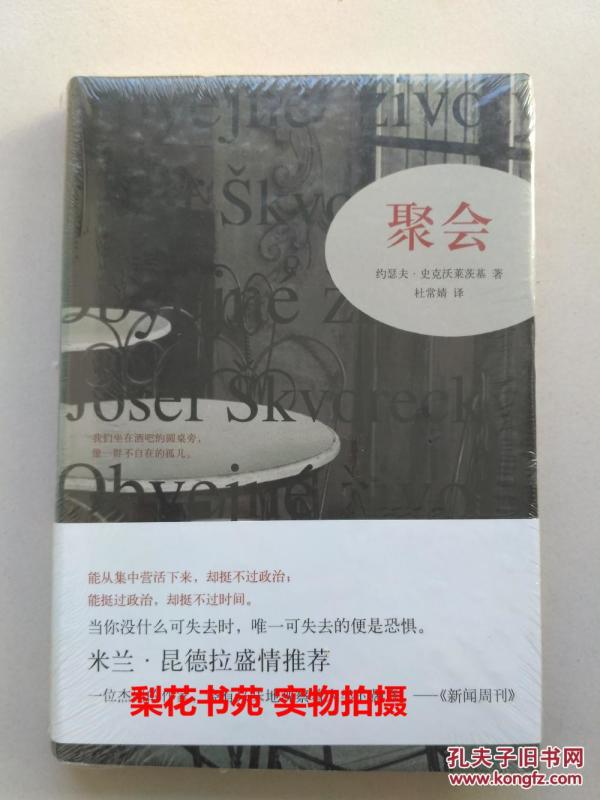 Obyejné život
Škvo
聚会
约瑟夫·史克沃莱茨基 著
杜常婧 译
Obyejné ži
Josef Škvoreck
我们坐在酒吧的圆桌旁，
像一群不自在的孤儿。
Obyejné živo
能从集中营活下来，却挺不过政治；
能挺过政治，却挺不过时间。
当你没什么可失去时，唯一可失去的便是恐惧。
米兰·昆德拉盛情推荐
一位杰 ——《新闻周刊》
梨花书苑 实物拍摄
孔夫子旧书网
www.kongfz.com